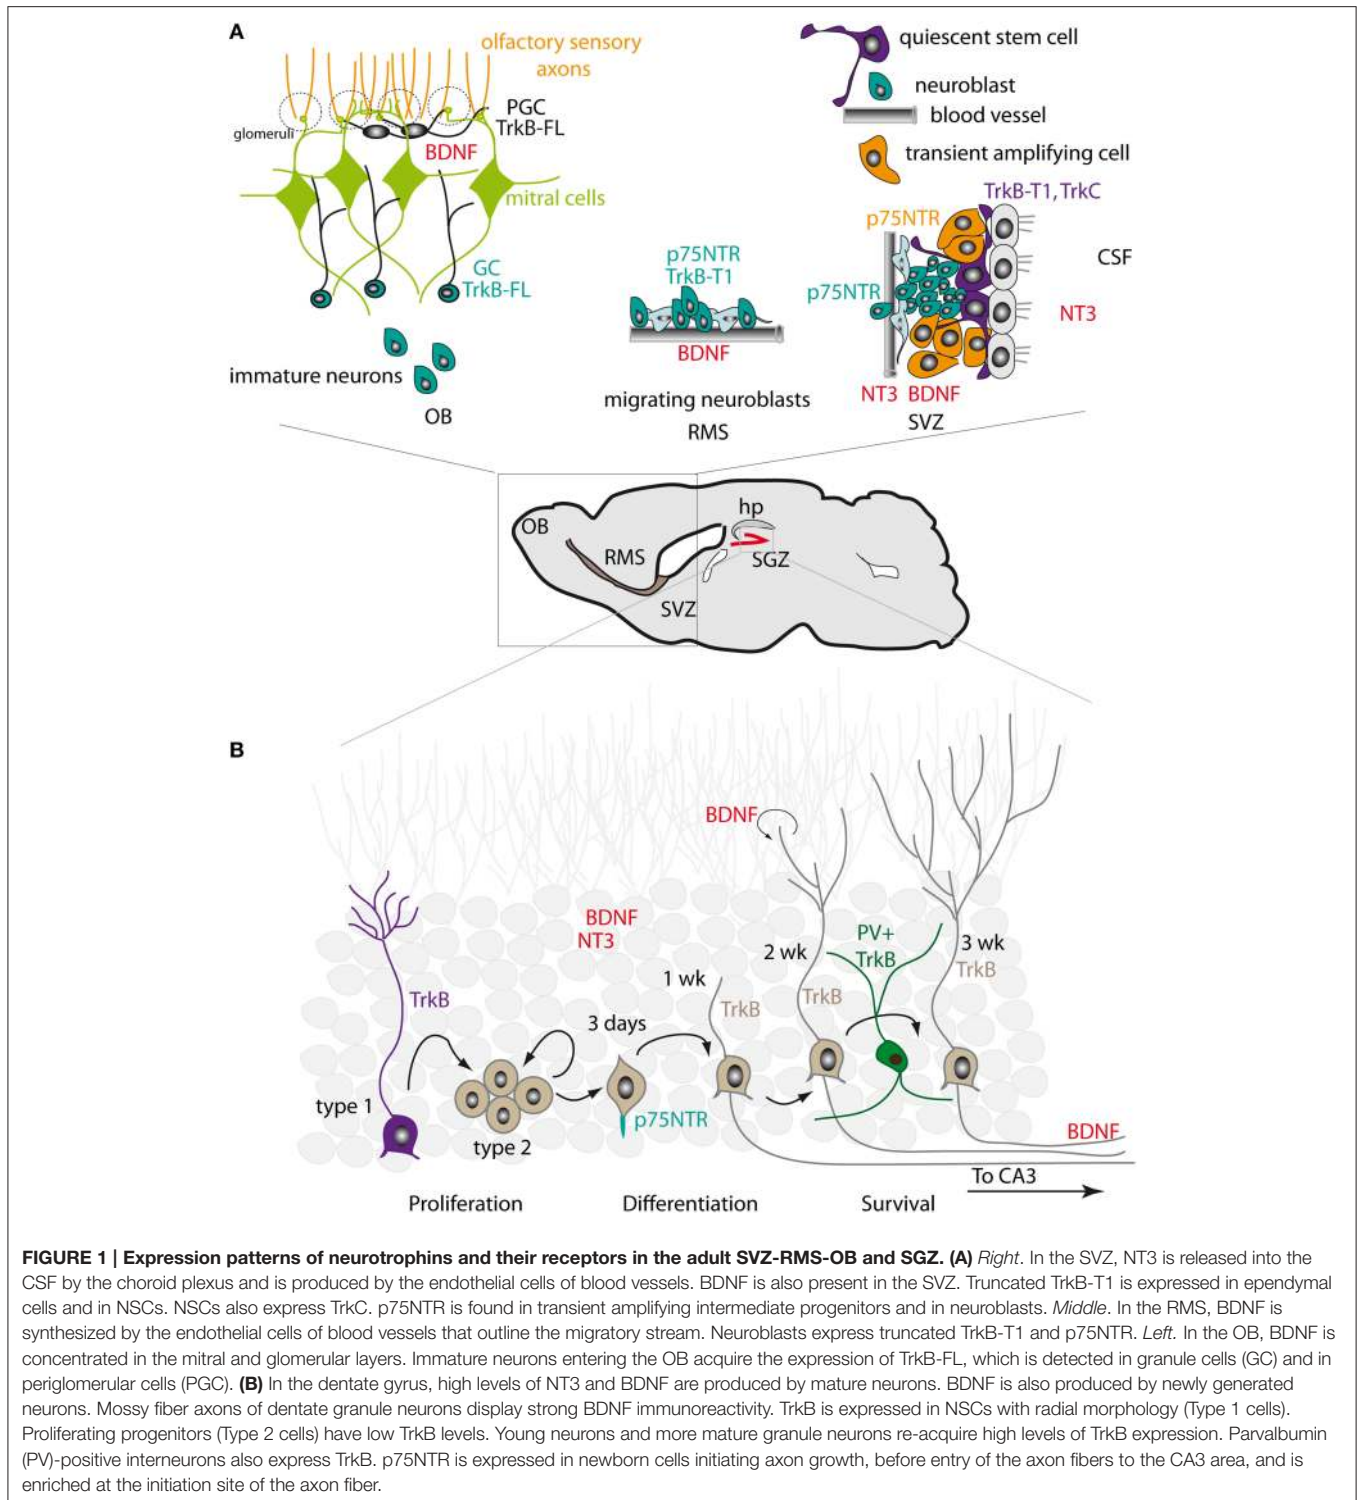 A
olfactory sensory
axons
glomeruli
PGC
TrkB-FL
BDNF
mitral cells
GC
TrkB-FL
immature neurons
OB
p75NTR
TrkB-T1
BDNF
migrating neuroblasts
RMS
quiescent stem cell
neuroblast
blood vessel
transient amplifying cell
TrkB-T1, TrkC
p75NTR
CSF
p75NTR
NT3
NT3 BDNF
SVZ
OB
RMS
hp
SGZ
SVZ
B
BDNF
BDNF
NT3
PV+
TrkB
3 wk
TrkB
2 wk
TrkB
1 wk
TrkB
TrkB
3 days
type 1
type 2
p75NTR
BDNF
To CA3
Proliferation
Differentiation
Survival
FIGURE 1 | Expression patterns of neurotrophins and their receptors in the adult SVZ-RMS-OB and SGZ. (A) Right. In the SVZ, NT3 is released into the
CSF by the choroid plexus and is produced by the endothelial cells of blood vessels. BDNF is also present in the SVZ. Truncated TrkB-T1 is expressed in ependymal
cells and in NSCs. NSCs also express TrkC. p75NTR is found in transient amplifying intermediate progenitors and in neuroblasts. Middle. In the RMS, BDNF is
synthesized by the endothelial cells of blood vessels that outline the migratory stream. Neuroblasts express truncated TrkB-T1 and p75NTR. Left. In the OB, BDNF is
concentrated in the mitral and glomerular layers. Immature neurons entering the OB acquire the expression of TrkB-FL, which is detected in granule cells (GC) and in
periglomerular cells (PGC). (B) In the dentate gyrus, high levels of NT3 and BDNF are produced by mature neurons. BDNF is also produced by newly generated
neurons. Mossy fiber axons of dentate granule neurons display strong BDNF immunoreactivity. TrkB is expressed in NSCs with radial morphology (Type 1 cells).
Proliferating progenitors (Type 2 cells) have low TrkB levels. Young neurons and more mature granule neurons re-acquire high levels of TrkB expression. Parvalbumin
(PV)-positive interneurons also express TrkB. p75NTR is expressed in newborn cells initiating axon growth, before entry of the axon fibers to the CA3 area, and is
enriched at the initiation site of the axon fiber.